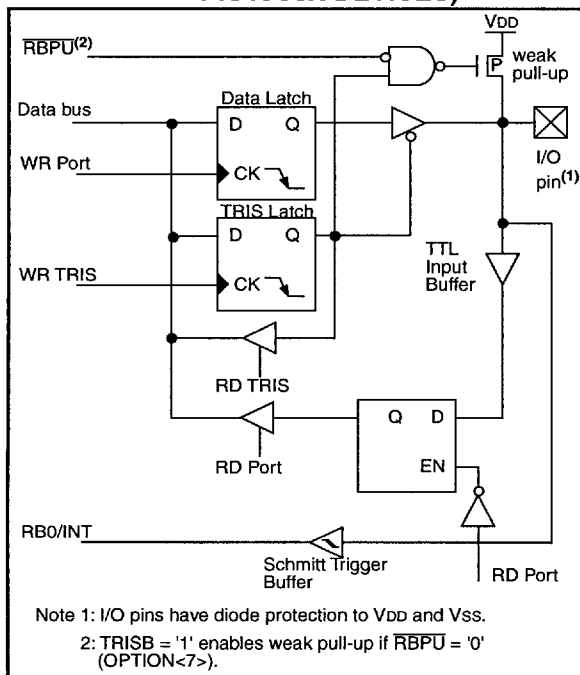 VDD
RBPU(2)
weak
pull-up
P
Data Latch
Data bus
D Q
WR Port
CK
I/O
pin(1)
TRIS Latch
D Q
TTL
Input
Buffer
WR TRIS
CK
RD TRIS
Q D
EN
RD Port
RB0/INT
Schmitt Trigger
Buffer
RD Port
Note 1: I/O pins have diode protection to VDD and VSS.
2: TRISB = '1' enables weak pull-up if RBPU = '0'
(OPTION<7>).